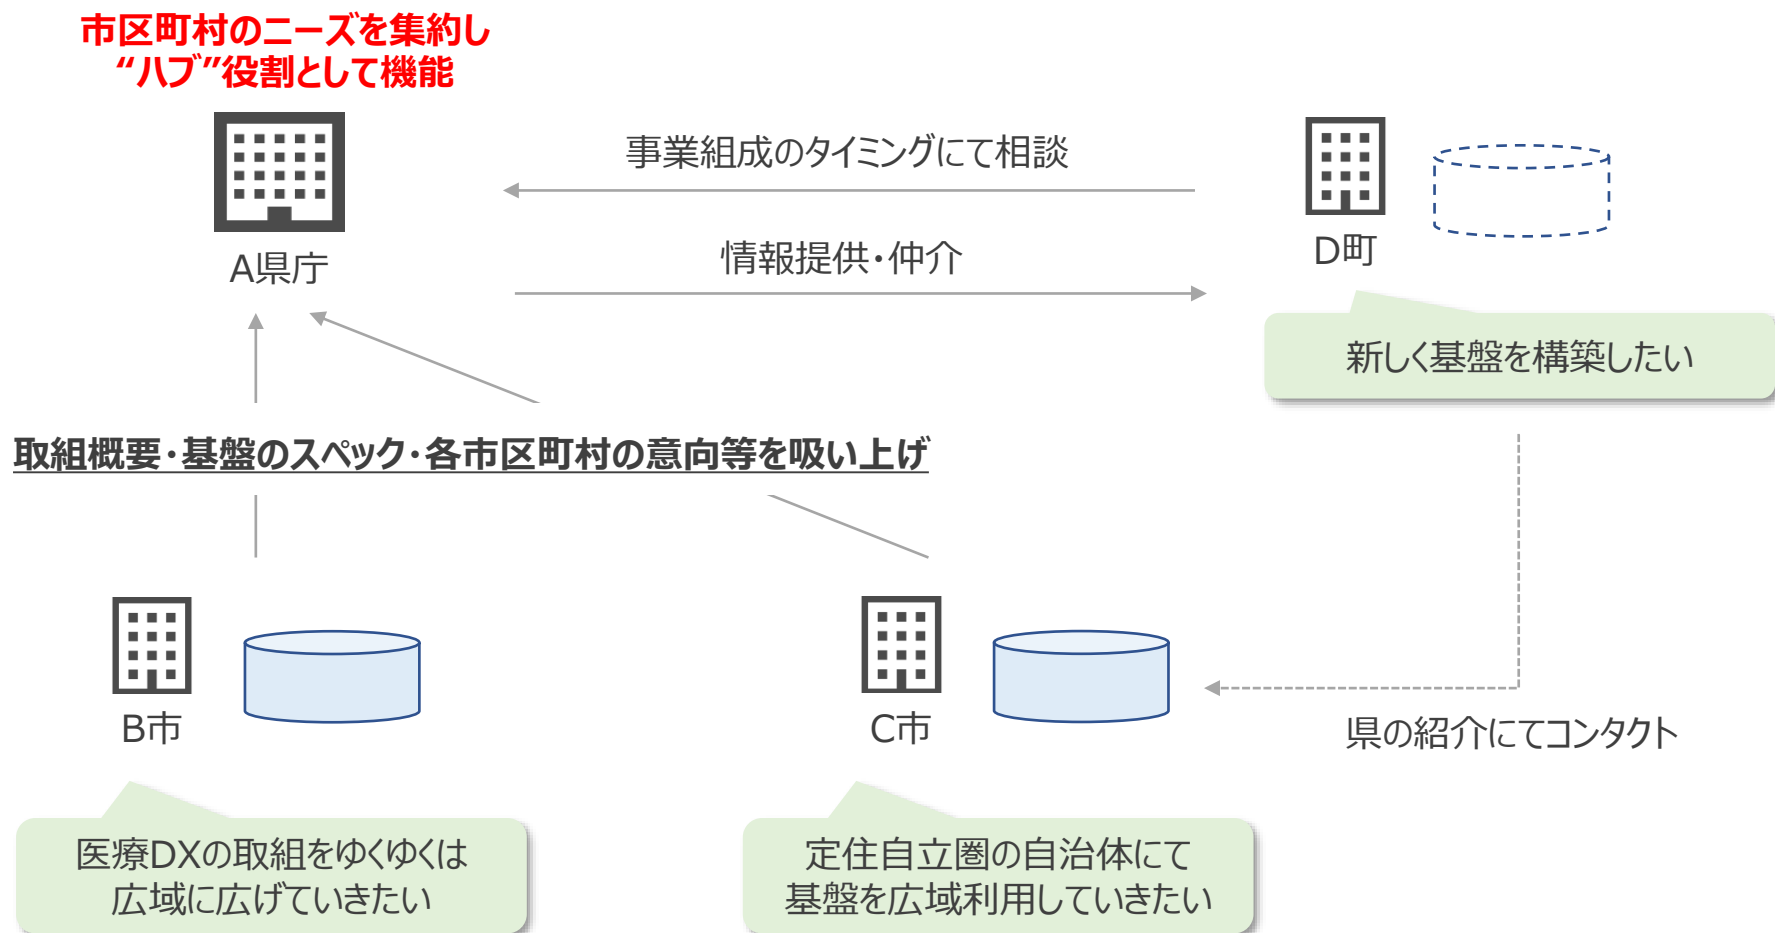 市区町村のニーズを集約し
“ハブ”役割として機能
事業組成のタイミングにて相談
A県庁
情報提供・仲介
D町
新しく基盤を構築したい
取組概要・基盤のスペック・各市区町村の意向等を吸い上げ
B市
C市
県の紹介にてコンタクト
医療DXの取組をゆくゆくは
広域に広げていきたい
定住自立圏の自治体にて
基盤を広域利用していきたい